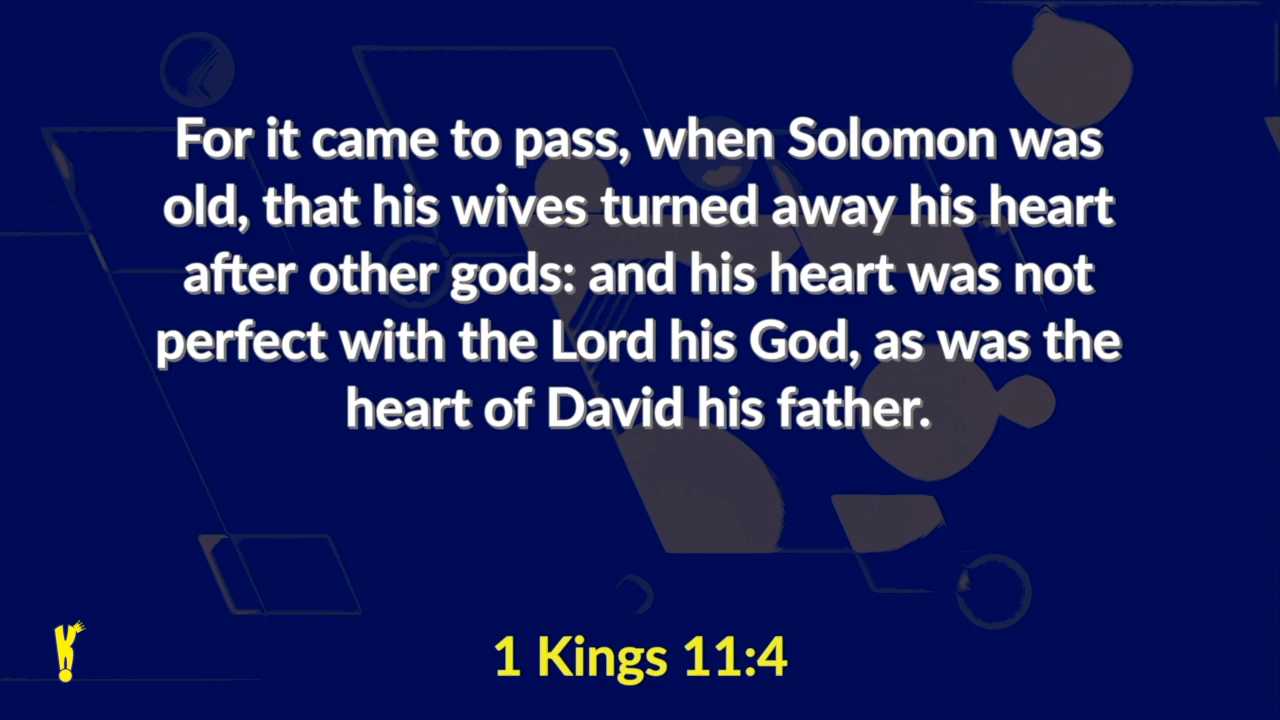 For it came to pass, when Solomon was
old, that his wives turned away his heart
after other gods: and his heart was not
perfect with the Lord his God, as was the
heart of David his father.
1 Kings 11:4